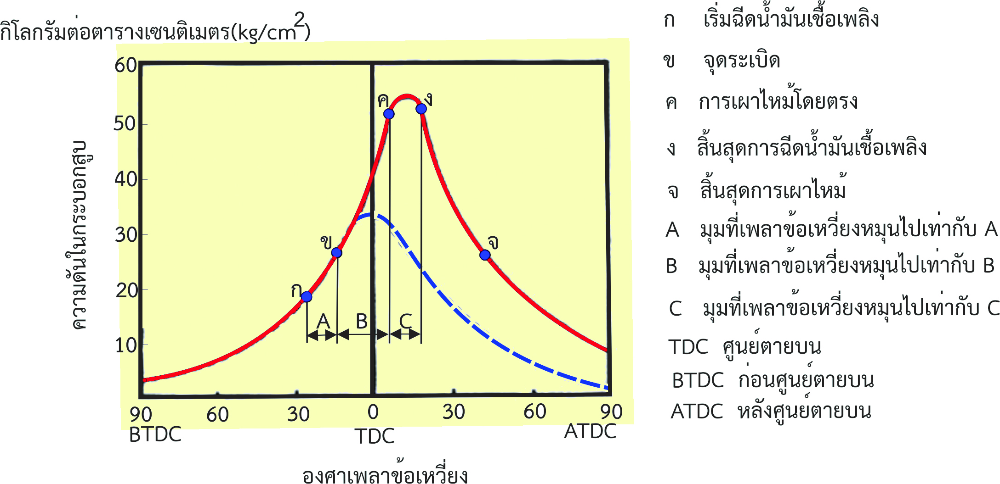 กิโลกรัมต่อตารางเซนติเมตร(kg/cm²)
60
50
40
30
20
10
ความดันในกระบอกสูบ
ก
ข
ค
ง
จ
A
B
C
90 60 30 0 30 60 90
BTDC TDC ATDC
องศาเพลาข้อเหวี่ยง
ก เริ่มฉีดน้ำมันเชื้อเพลิง
ข จุดระเบิด
ค การเผาไหม้โดยตรง
ง สิ้นสุดการฉีดน้ำมันเชื้อเพลิง
จ สิ้นสุดการเผาไหม้
A มุมที่เพลาข้อเหวี่ยงหมุนไปเท่ากับ A
B มุมที่เพลาข้อเหวี่ยงหมุนไปเท่ากับ B
C มุมที่เพลาข้อเหวี่ยงหมุนไปเท่ากับ C
TDC ศูนย์ตายบน
BTDC ก่อนศูนย์ตายบน
ATDC หลังศูนย์ตายบน